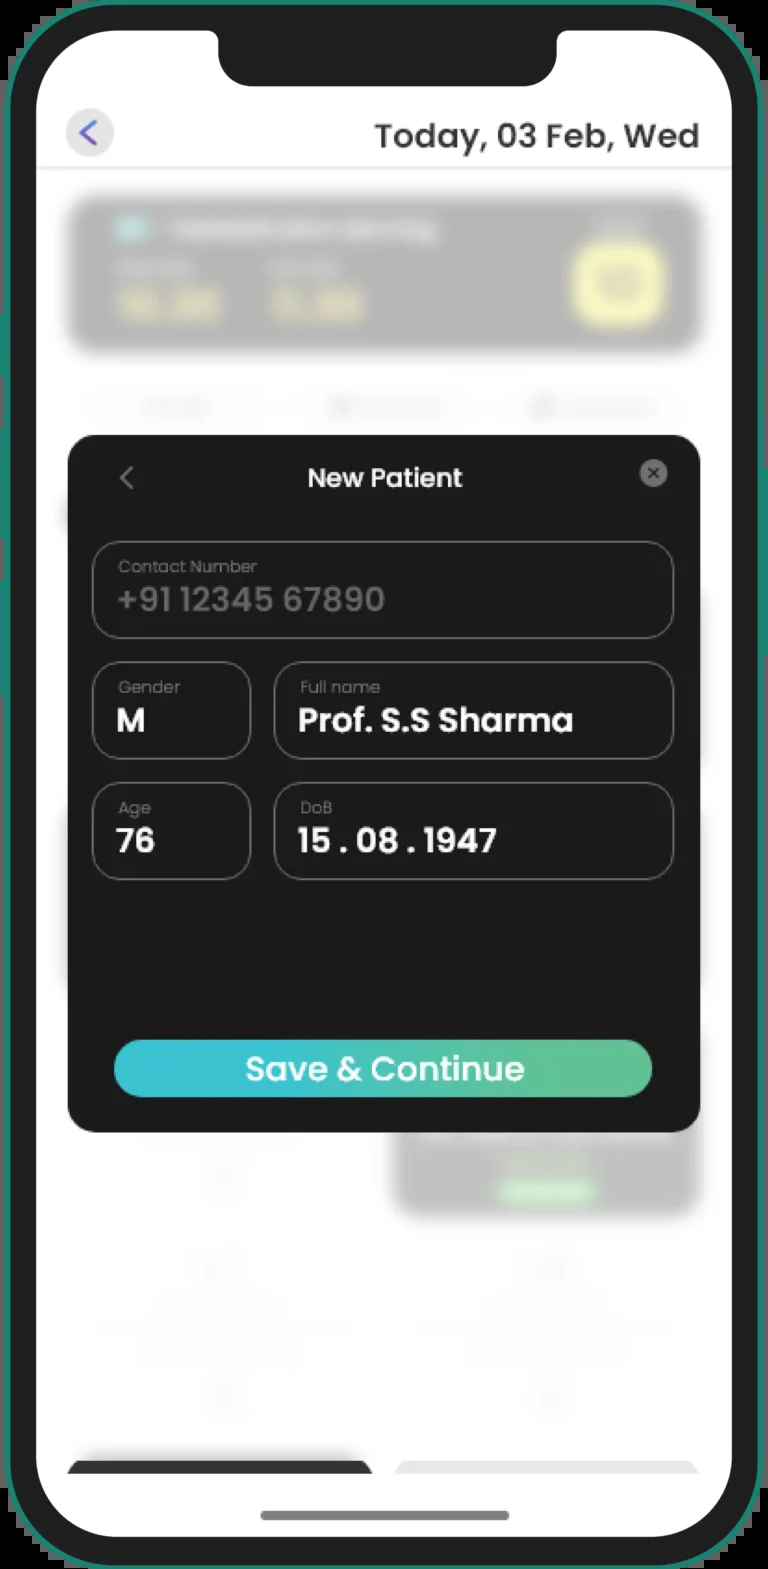 Today, 03 Feb, Wed
New Patient
Contact Number
+91 12345 67890
Gender
M
Full name
Prof. S.S Sharma
Age
76
DoB
15 . 08 . 1947
Save & Continue